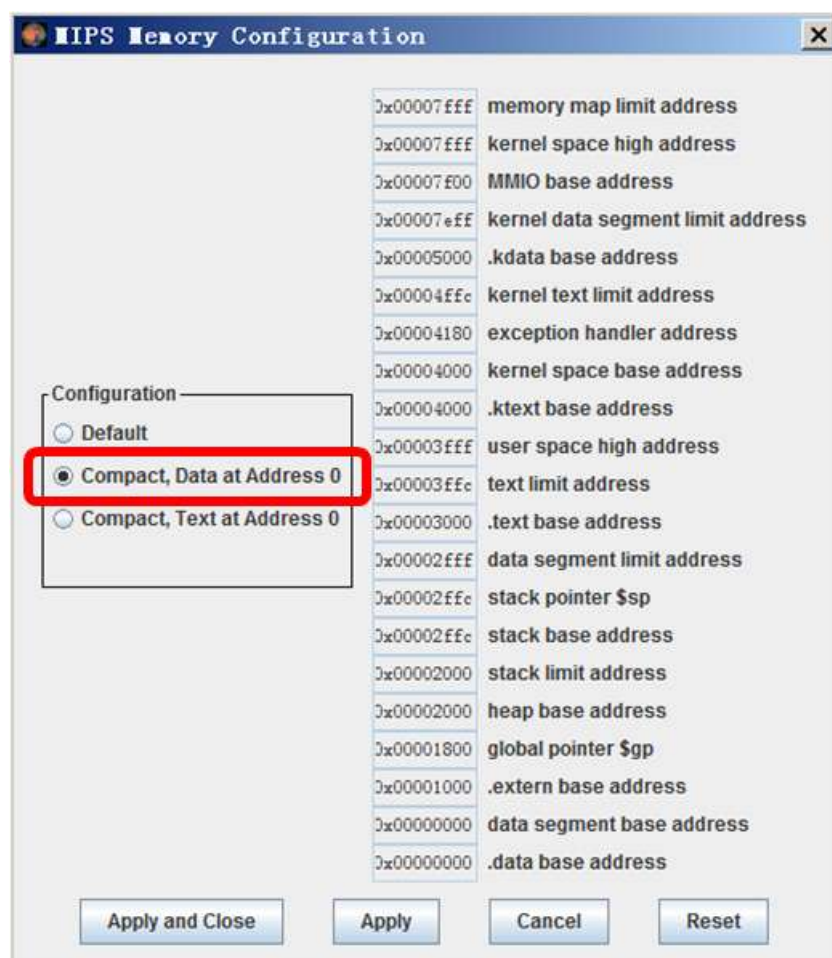 MIPS Memory Configuration
0x00007fff memory map limit address
0x00007fff kernel space high address
0x00007f00 MMIO base address
0x00007eff kernel data segment limit address
0x00005000 .kdata base address
0x00004ffc kernel text limit address
0x00004180 exception handler address
0x00004000 kernel space base address
0x00004000 .ktext base address
0x00003fff user space high address
0x00003ffc text limit address
0x00003000 .text base address
0x00002fff data segment limit address
0x00002ffc stack pointer $sp
0x00002ffc stack base address
0x00002000 stack limit address
0x00002000 heap base address
0x00001800 global pointer $gp
0x00001000 .extern base address
0x00000000 data segment base address
0x00000000 .data base address
Configuration
Default
Compact, Data at Address 0
Compact, Text at Address 0
Apply and Close Apply Cancel Reset